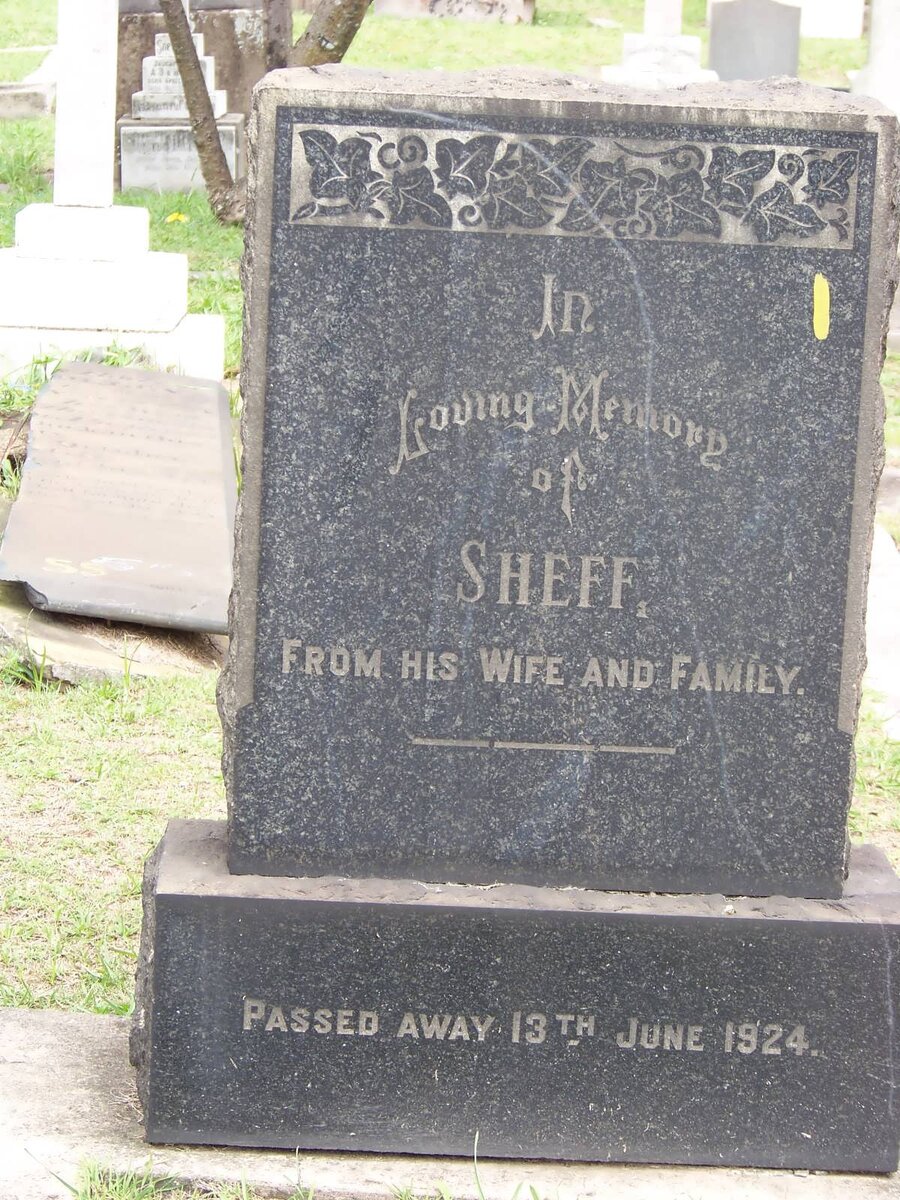 In
Loving Memory
of
SHEFF,
FROM HIS WIFE AND FAMILY.
PASSED AWAY 13TH JUNE 1924.